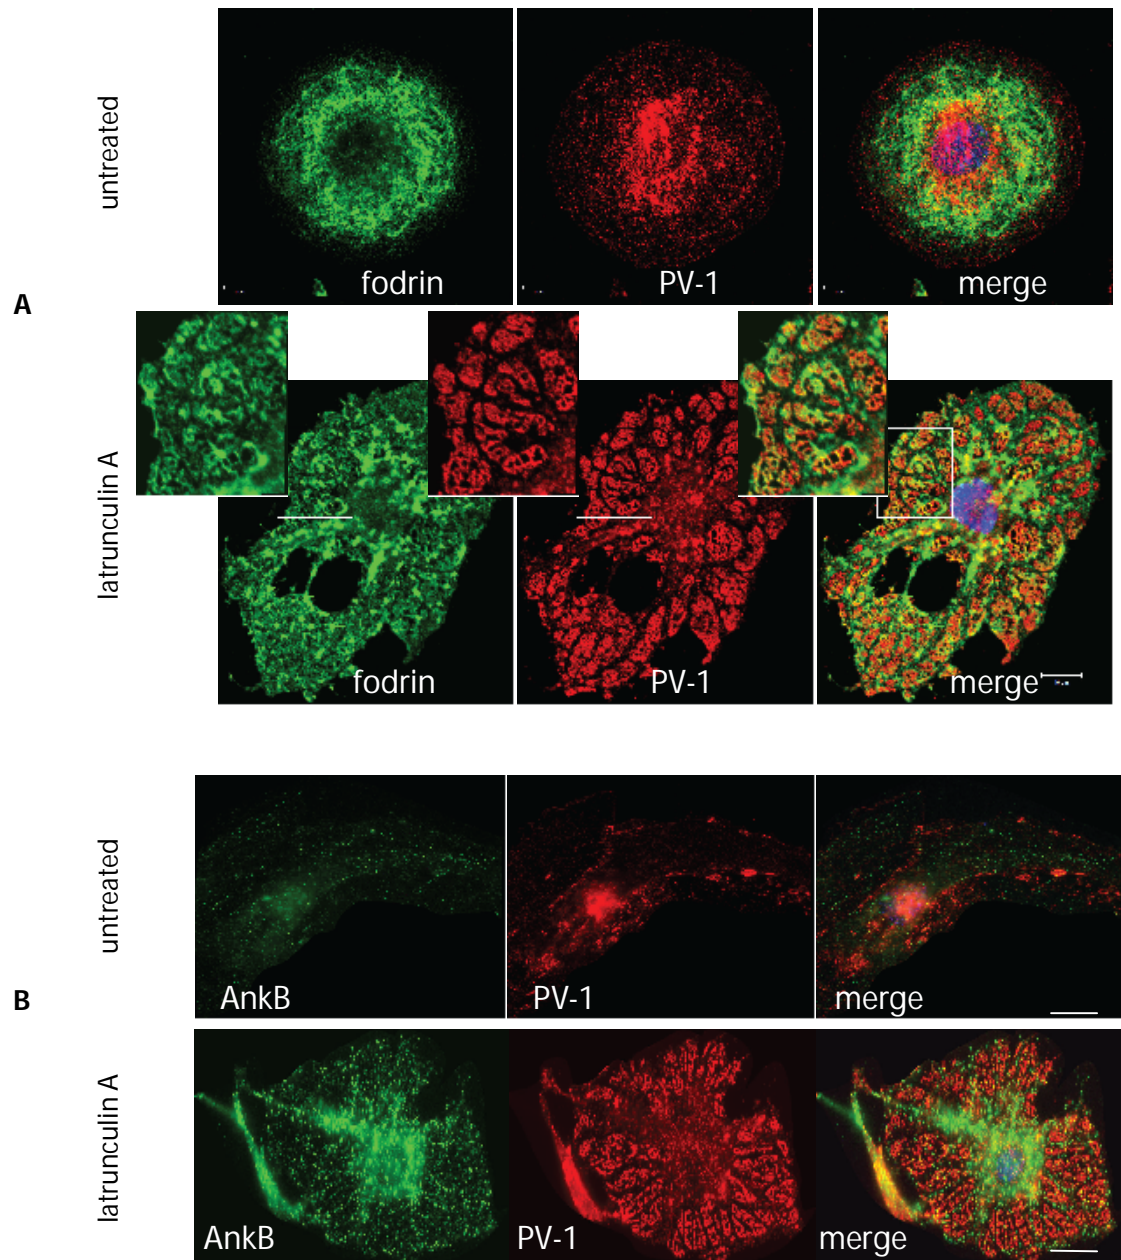 untreated
fodrin
PV-1
merge
A
latrunculin A
fodrin
PV-1
merge
untreated
AnkB
PV-1
merge
B
latrunculin A
AnkB
PV-1
merge